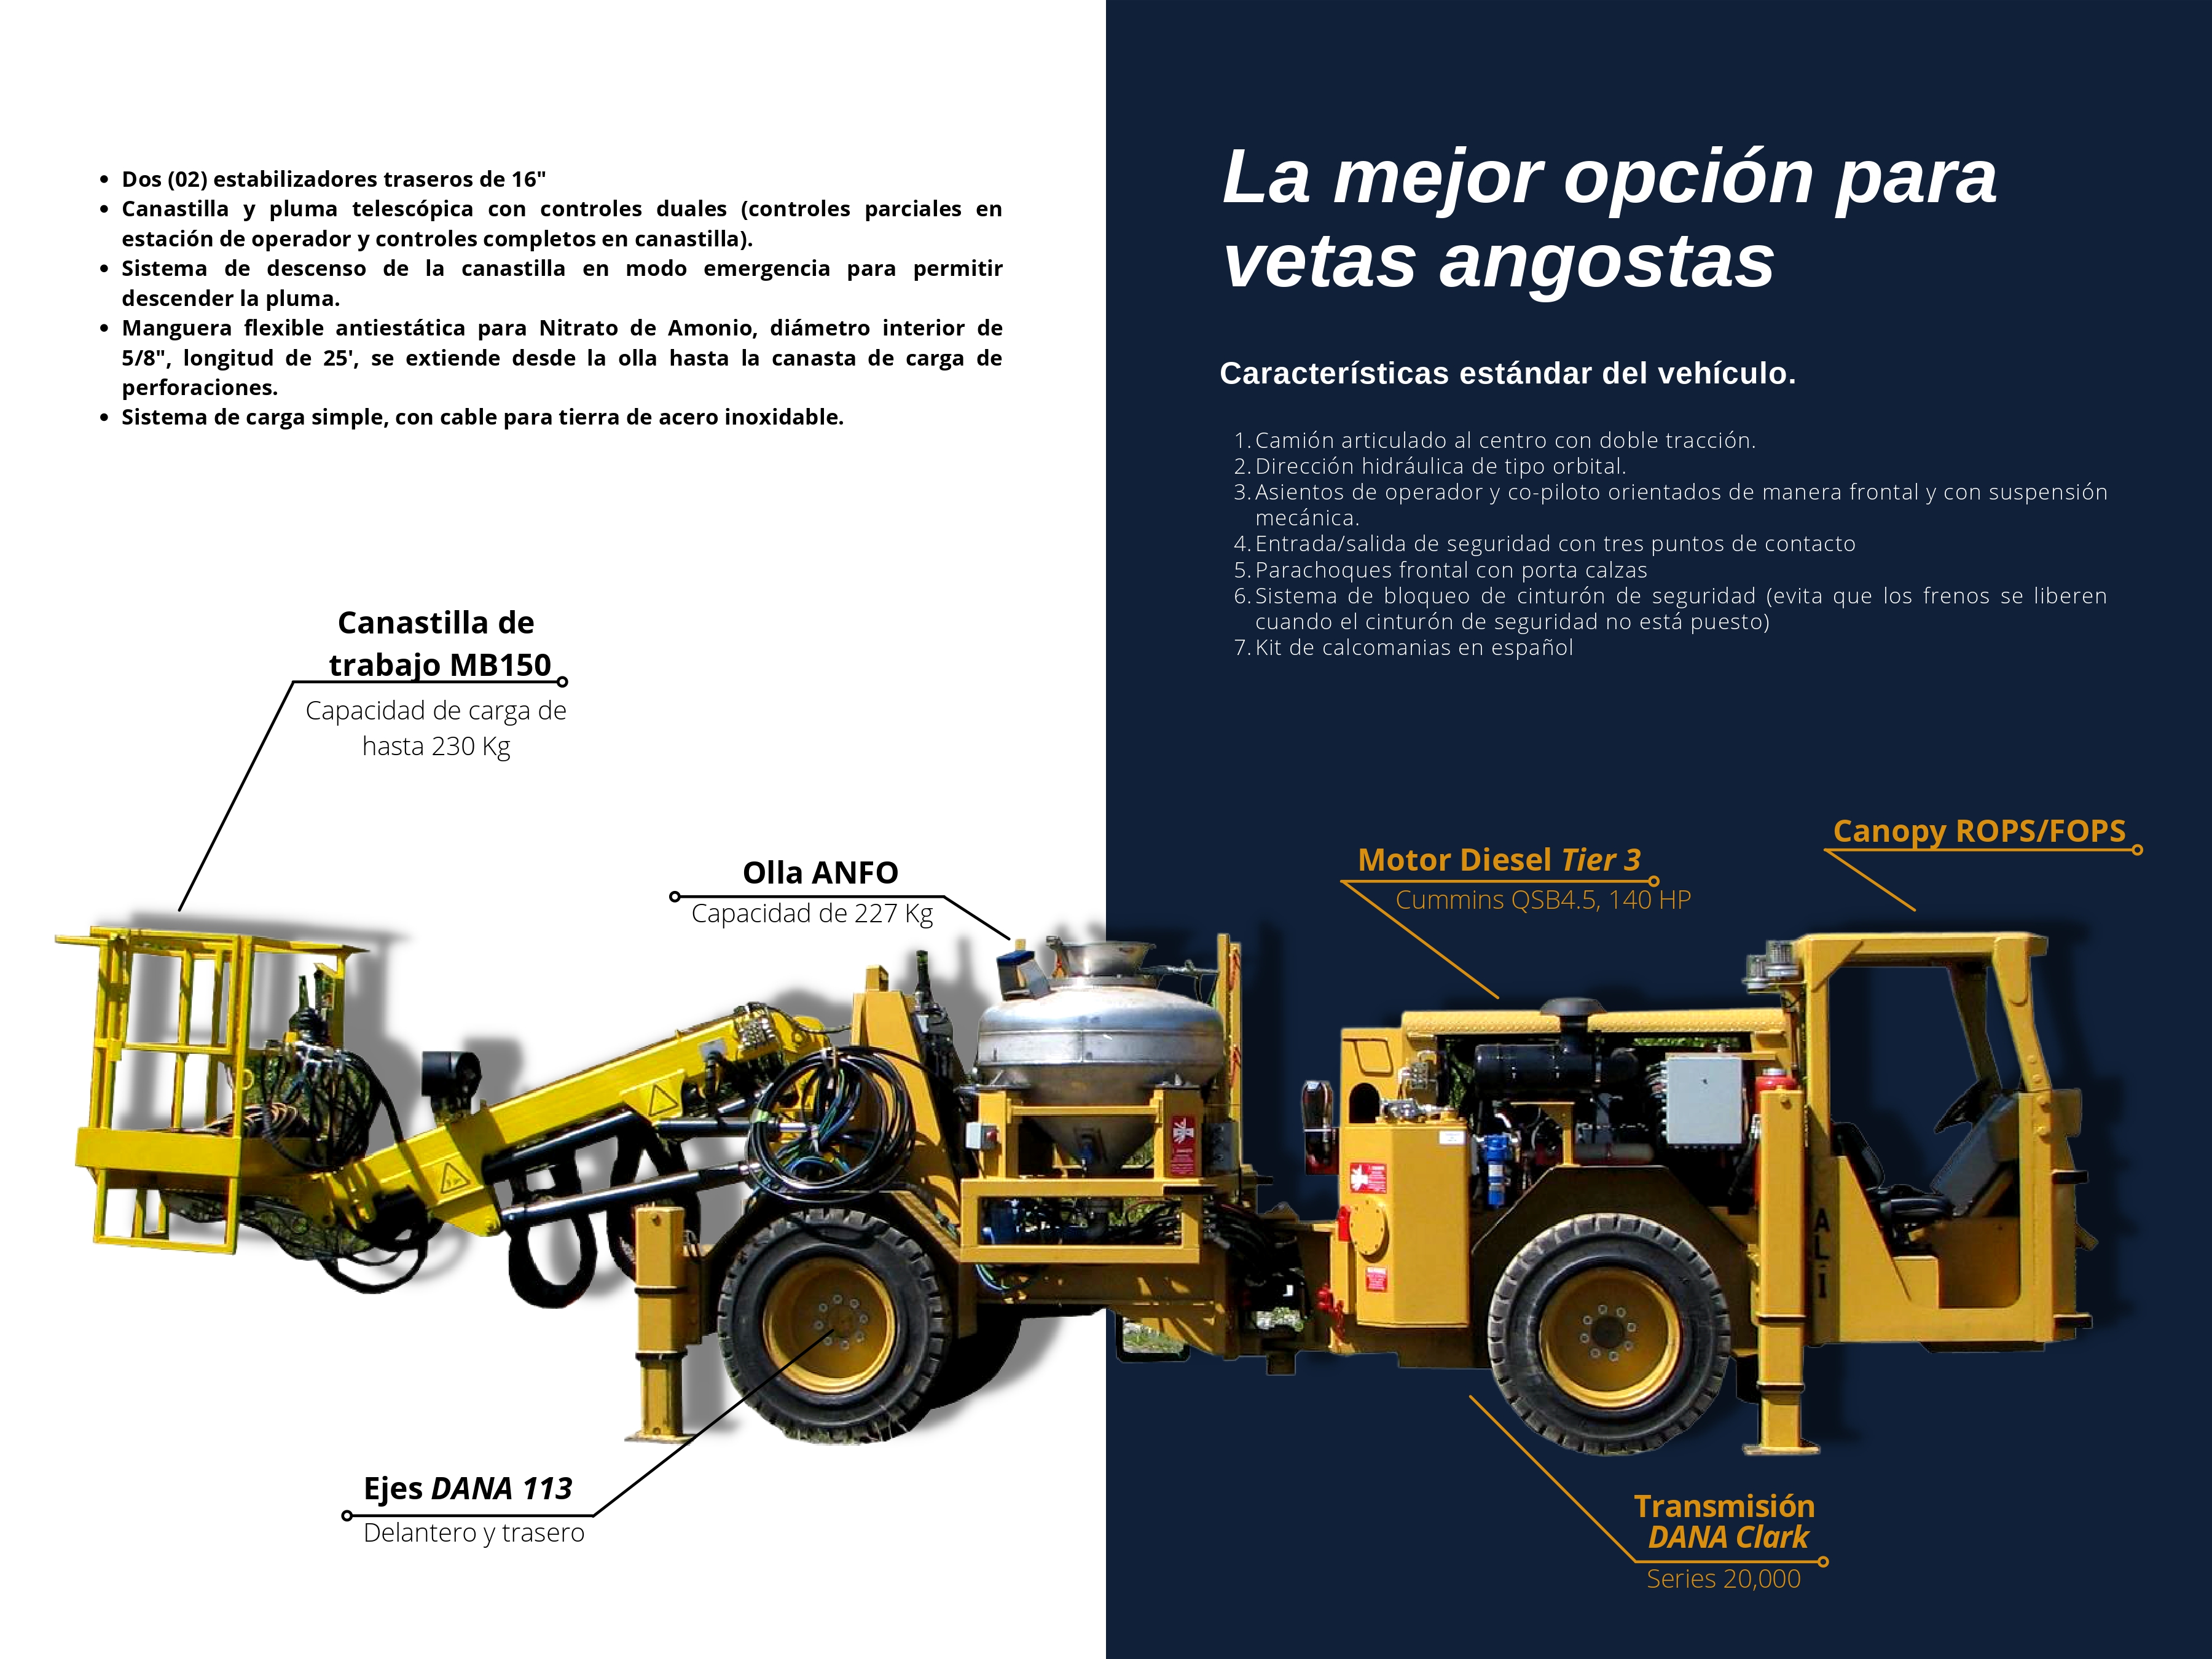 Dos (02) estabilizadores traseros de 16"
Canastilla y pluma telescópica con controles duales (controles parciales en
estación de operador y controles completos en canastilla).
Sistema de descenso de la canastilla en modo emergencia para permitir
descender la pluma.
Manguera flexible antiestática para Nitrato de Amonio, diámetro interior de
5/8", longitud de 25', se extiende desde la olla hasta la canasta de carga de
perforaciones.
Sistema de carga simple, con cable para tierra de acero inoxidable.
La mejor opción para
vetas angostas
Características estándar del vehículo.
1. Camión articulado al centro con doble tracción.
2. Dirección hidráulica de tipo orbital.
3. Asientos de operador y co-piloto orientados de manera frontal y con suspensión
mecánica.
4. Entrada/salida de seguridad con tres puntos de contacto
5. Parachoques frontal con porta calzas
6. Sistema de bloqueo de cinturón de seguridad (evita que los frenos se liberen
cuando el cinturón de seguridad no está puesto)
7. Kit de calcomanias en español
Canastilla de
trabajo MB150
Capacidad de carga de
hasta 230 Kg
Olla ANFO
Capacidad de 227 Kg
Motor Diesel Tier 3
Cummins QSB4.5, 140 HP
Canopy ROPS/FOPS
Ejes DANA 113
Delantero y trasero
Transmisión
DANA Clark
Series 20,000